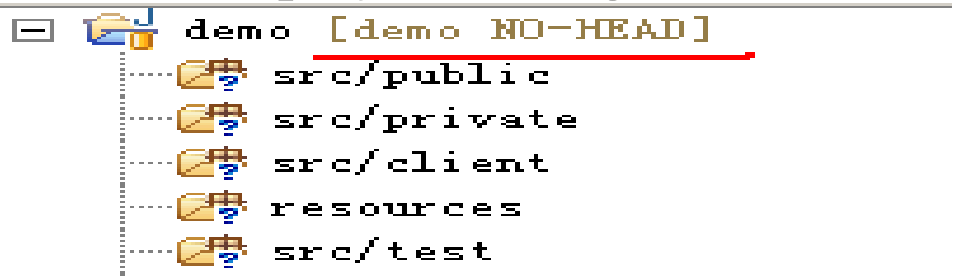 demo [demo NO-HEAD]
src/public
src/private
src/client
resources
src/test